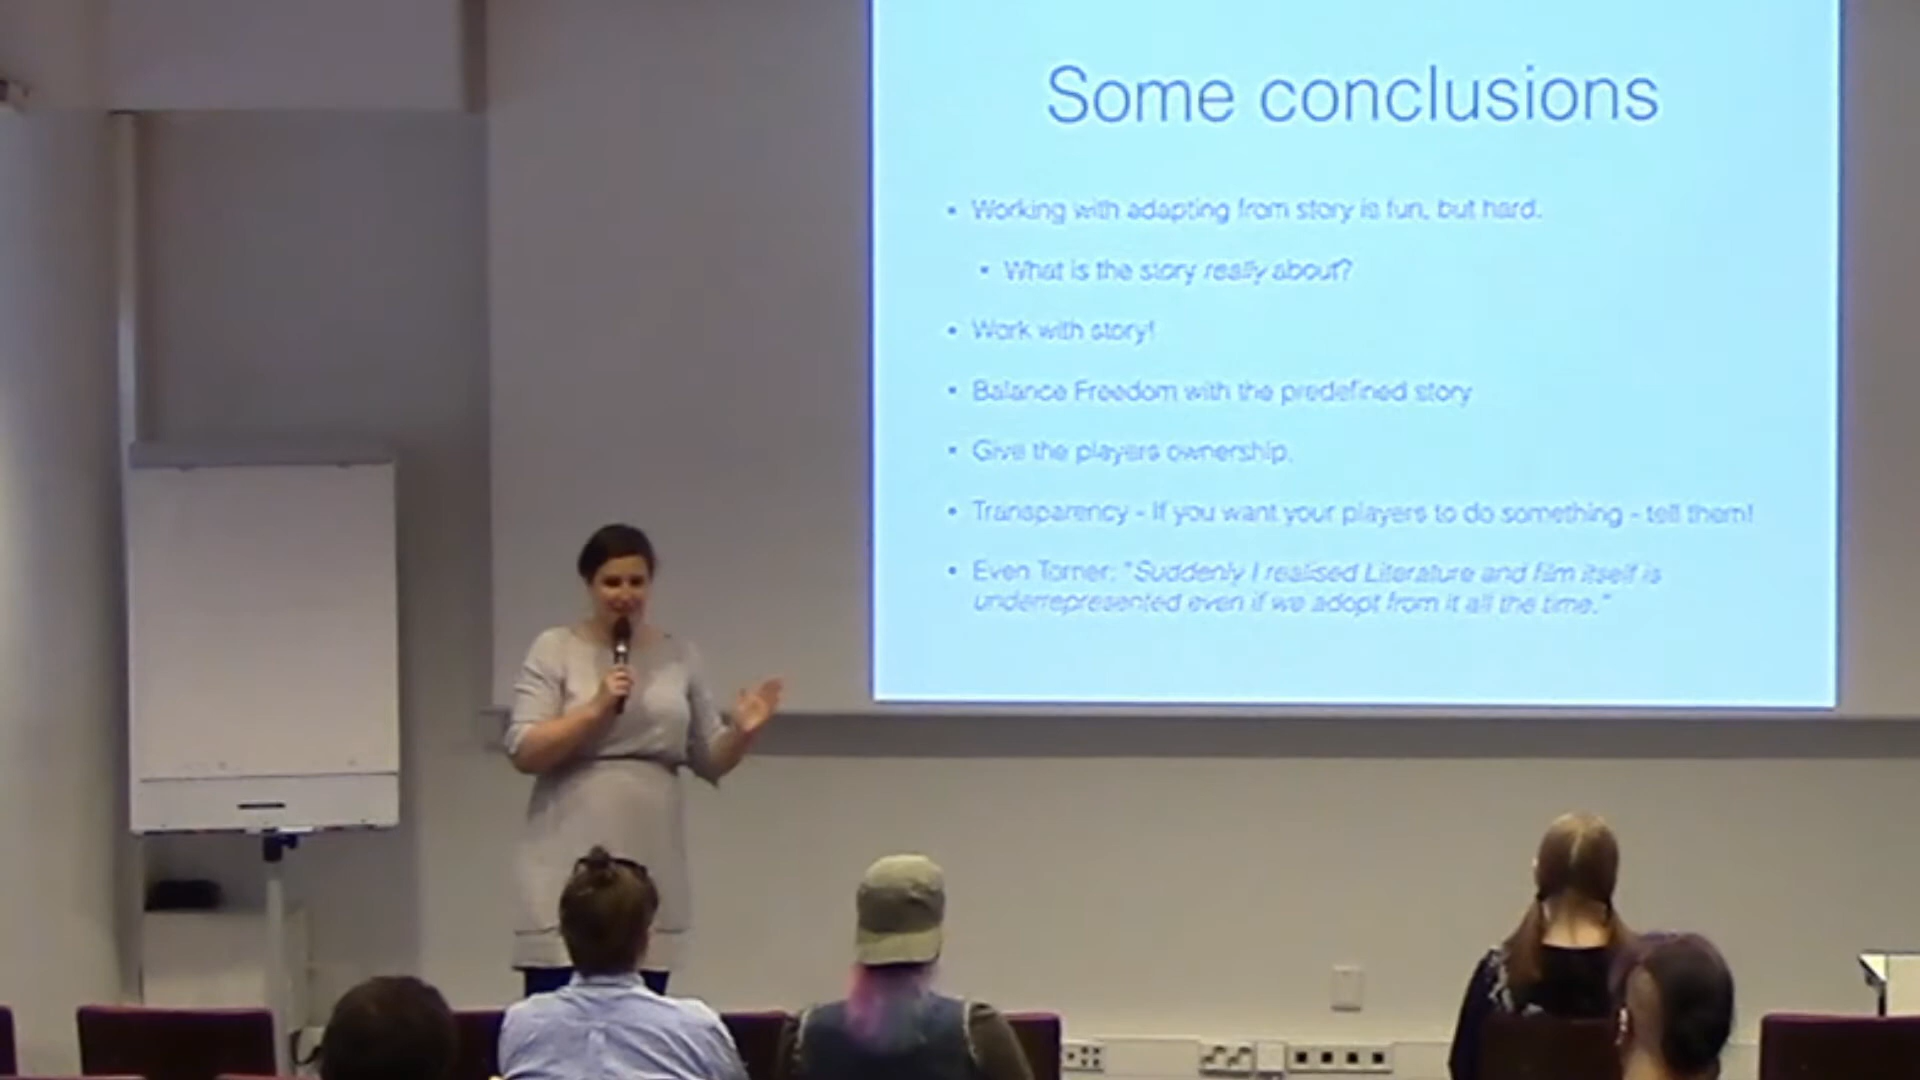 Some conclusions
• Working with adapting from story is fun, but hard.
• What is the story really about?
• Work with story!
• Balance Freedom with the predefined story
• Give the players ownership.
• Transparency - If you want your players to do something - tell them!
• Even Torner: "Suddenly I realised Literature and film itself is
underrepresented even if we adopt from it all the time."